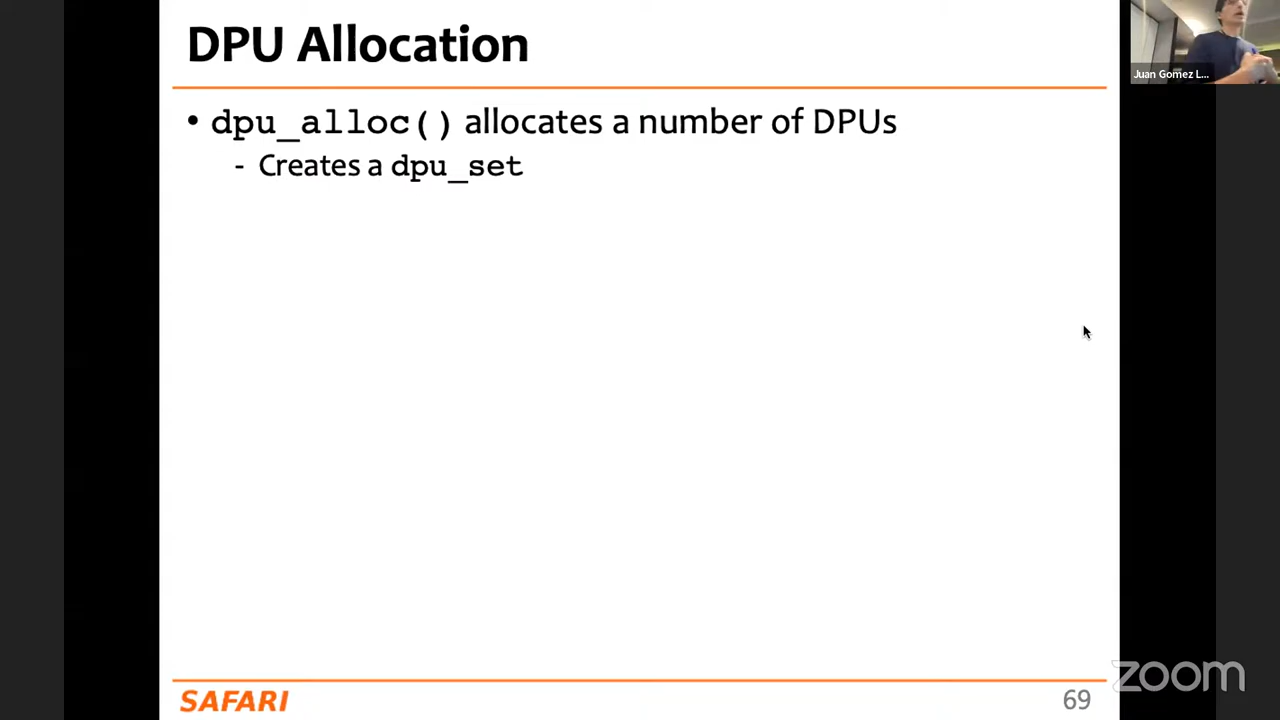 DPU Allocation
Juan Gomez L...
• dpu_alloc() allocates a number of DPUs
- Creates a dpu_set
SAFARI
69
zoom